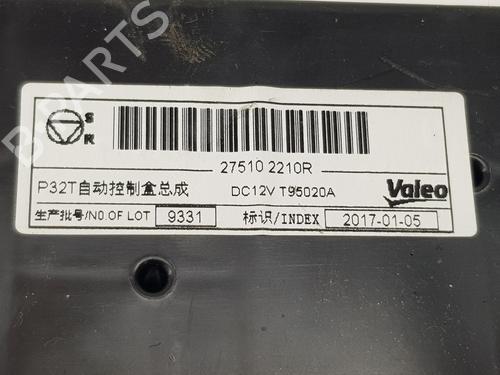 B-PARTS
S
R
27510 2210R
P32T自动控制盒总成 DC12V T95020A Valeo
生产批号/NO.OF LOT 9331 标识/INDEX 2017-01-05